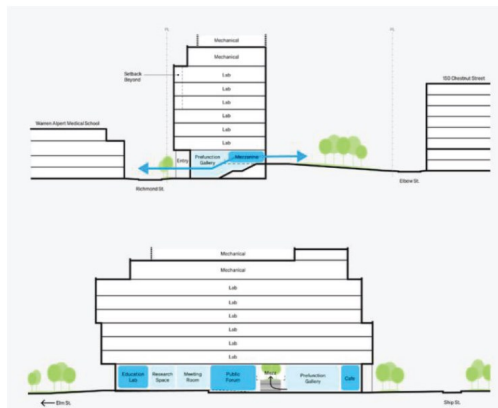 Mechanical
Mechanical
Setback
Beyond
Lab
Lab
Lab
Lab
Lab
Lab
Warren Alpert Medical School
Entry
Prefunction
Gallery
Mezzanine
Richmond St.
Elbow St.
150 Chestnut Street
Mechanical
Mechanical
Lab
Lab
Lab
Lab
Lab
Lab
Education
Lab
Research
Space
Meeting
Room
Public
Forum
Prefunction
Gallery
Cafe
Elm St.
Ship St.